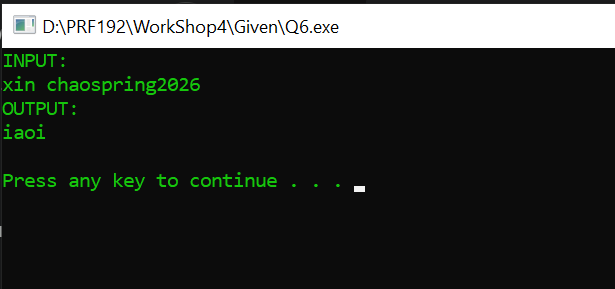 D:\PRF192\WorkShop4\Given\Q6.exe
INPUT:
xin chaospring2026
OUTPUT:
iaoi
Press any key to continue . . .